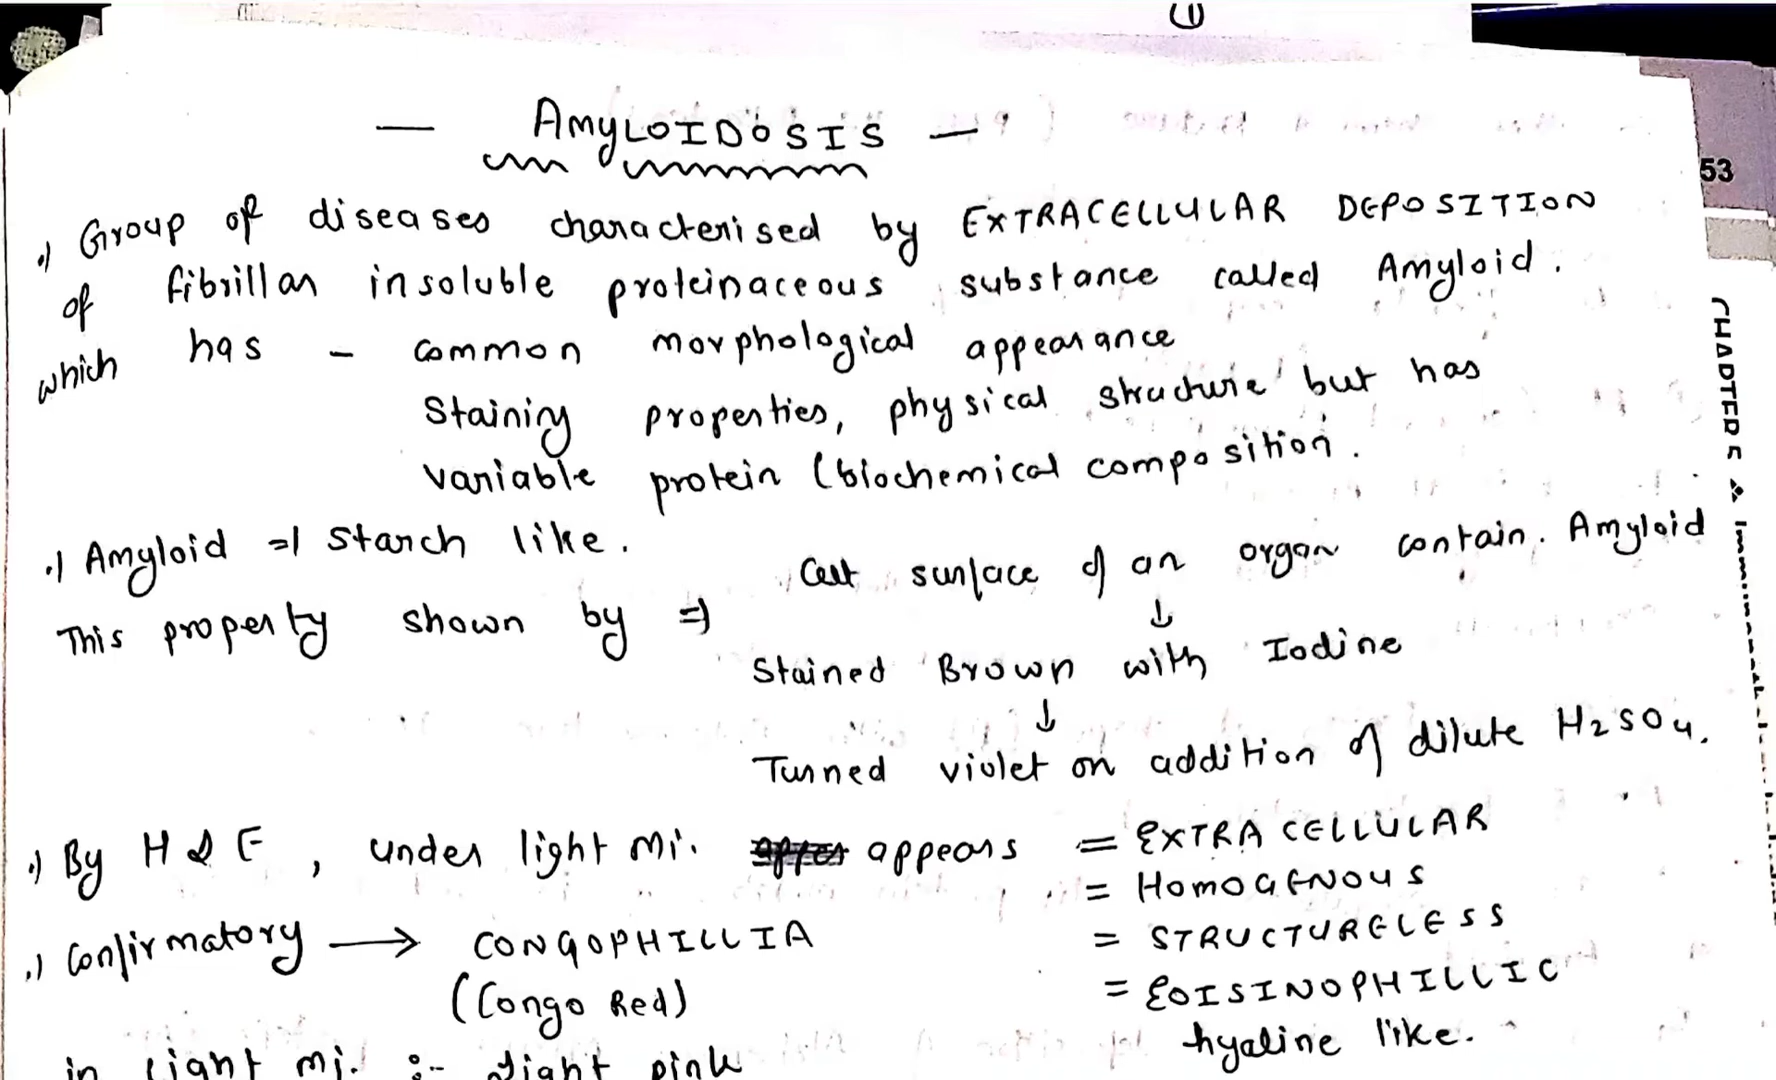 (1)
— AMYLOIDOSIS —
53
•) Group of diseases characterised by EXTRACELLULAR DEPOSITION
of fibrillar insoluble proteinaceous substance called Amyloid.
which has - common morphological appearance
Staining properties, physical structure but has
variable protein (biochemical composition.
•) Amyloid => Starch like.
This property shown by => Cut surface of an organ contain. Amyloid
↓
Stained Brown with Iodine
↓
Turned violet on addition of dilute H2SO4.
•) By H & E, under light mi. appears = EXTRA CELLULAR
= HOMOGENOUS
= STRUCTURELESS
= EOISINOPHILLIC
hyaline like.
•) Confirmatory → CONGOPHILLIA
(Congo Red)
in light mi. :- light pink
CHAPTER 5